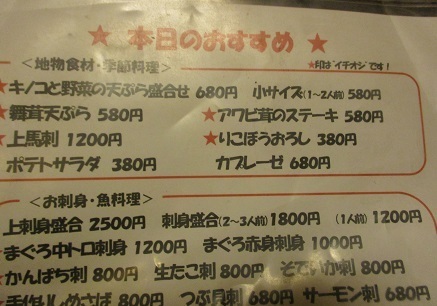 ★ 本日のおすすめ ★
★印は“イチオシ”です!
<地物食材・季節料理>
★キノコと野菜の天ぷら盛合せ 680円 小サイズ(1~2人前)580円
★舞茸天ぷら 580円 ★アワビ茸のステーキ 580円
★上馬刺 1200円 ★りこぼうおろし 380円
ポテトサラダ 380円 カプレーゼ 680円
<お刺身・魚料理>
上刺身盛合 2500円 刺身盛合(2~3人前)1800円 (1人前)1200円
★まぐろ中トロ刺身 1200円 まぐろ赤身刺身 1000円
★かんぱち刺 800円 生たこ刺 800円 そでいか刺 800円
しめさば 800円 つぶ貝刺 680円 サーモン刺 680